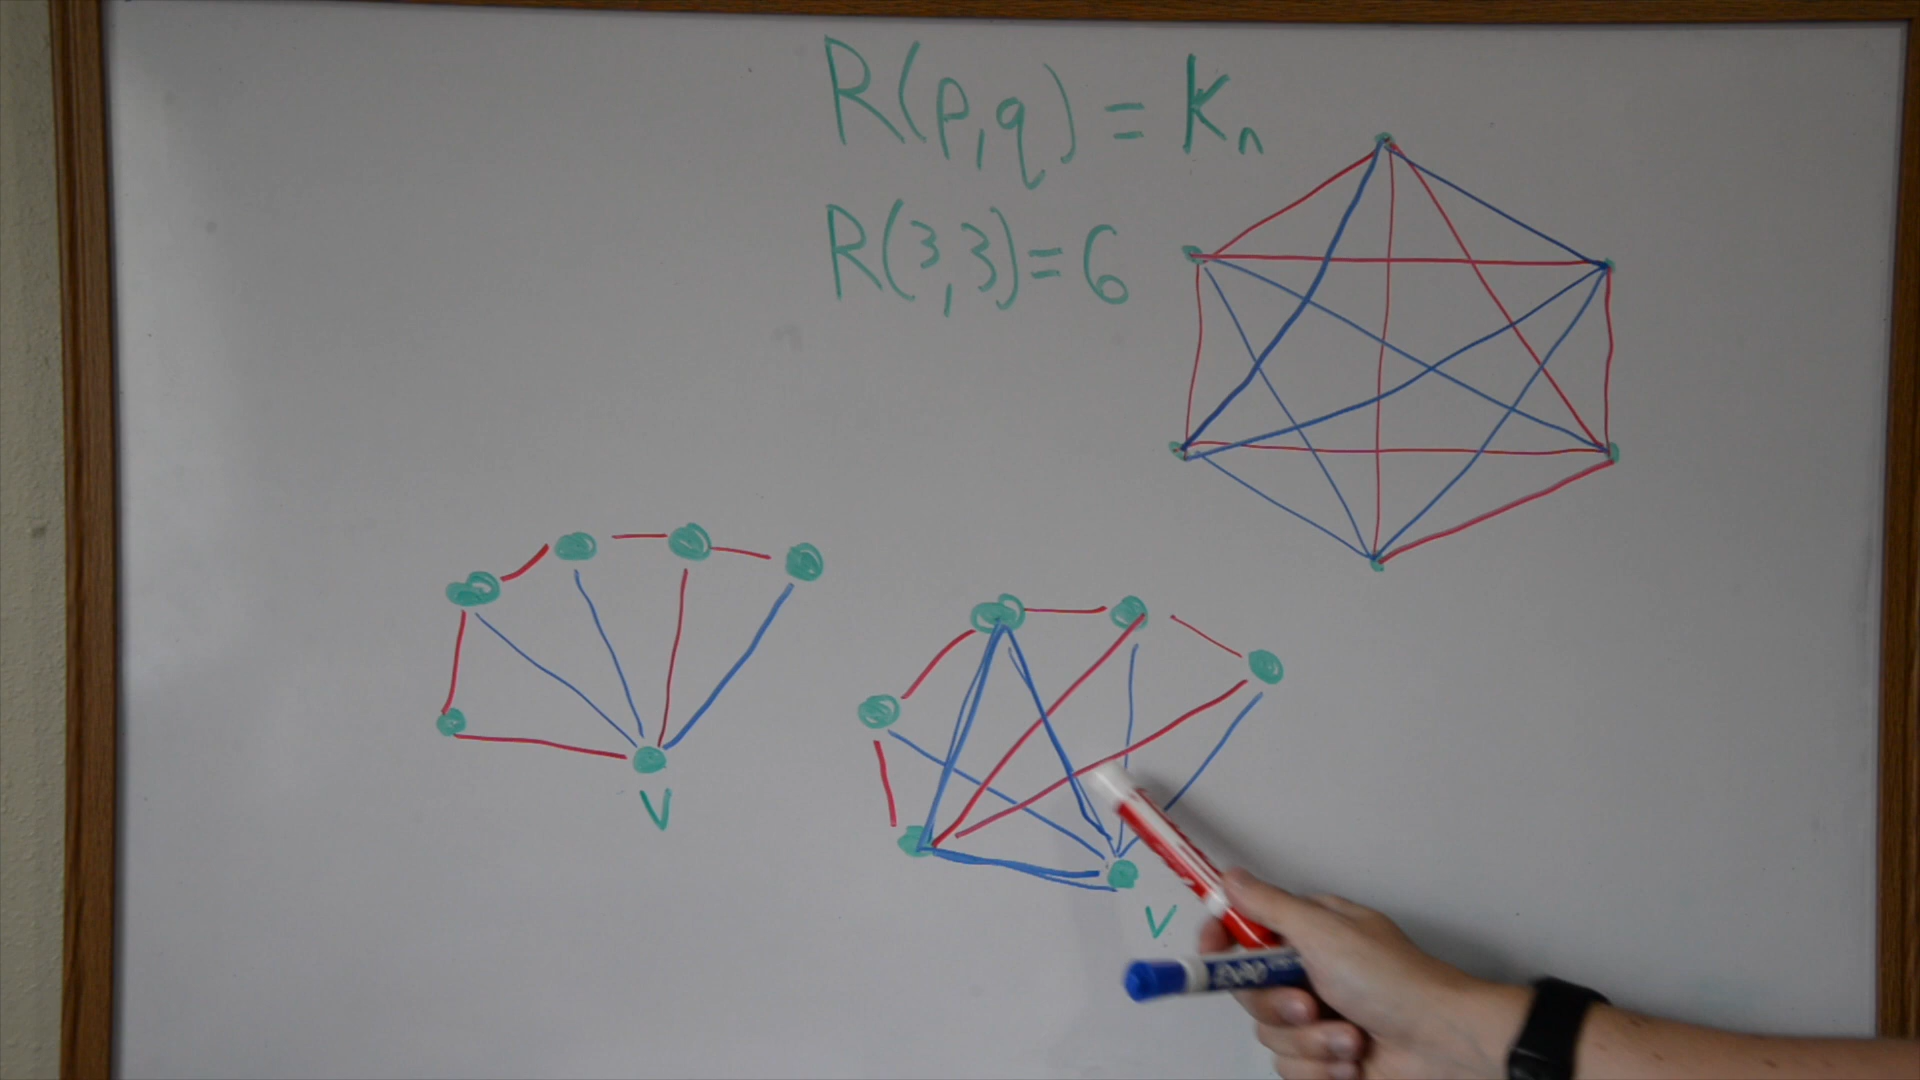 R(p,q) = Kn
R(3,3) = 6
V
V